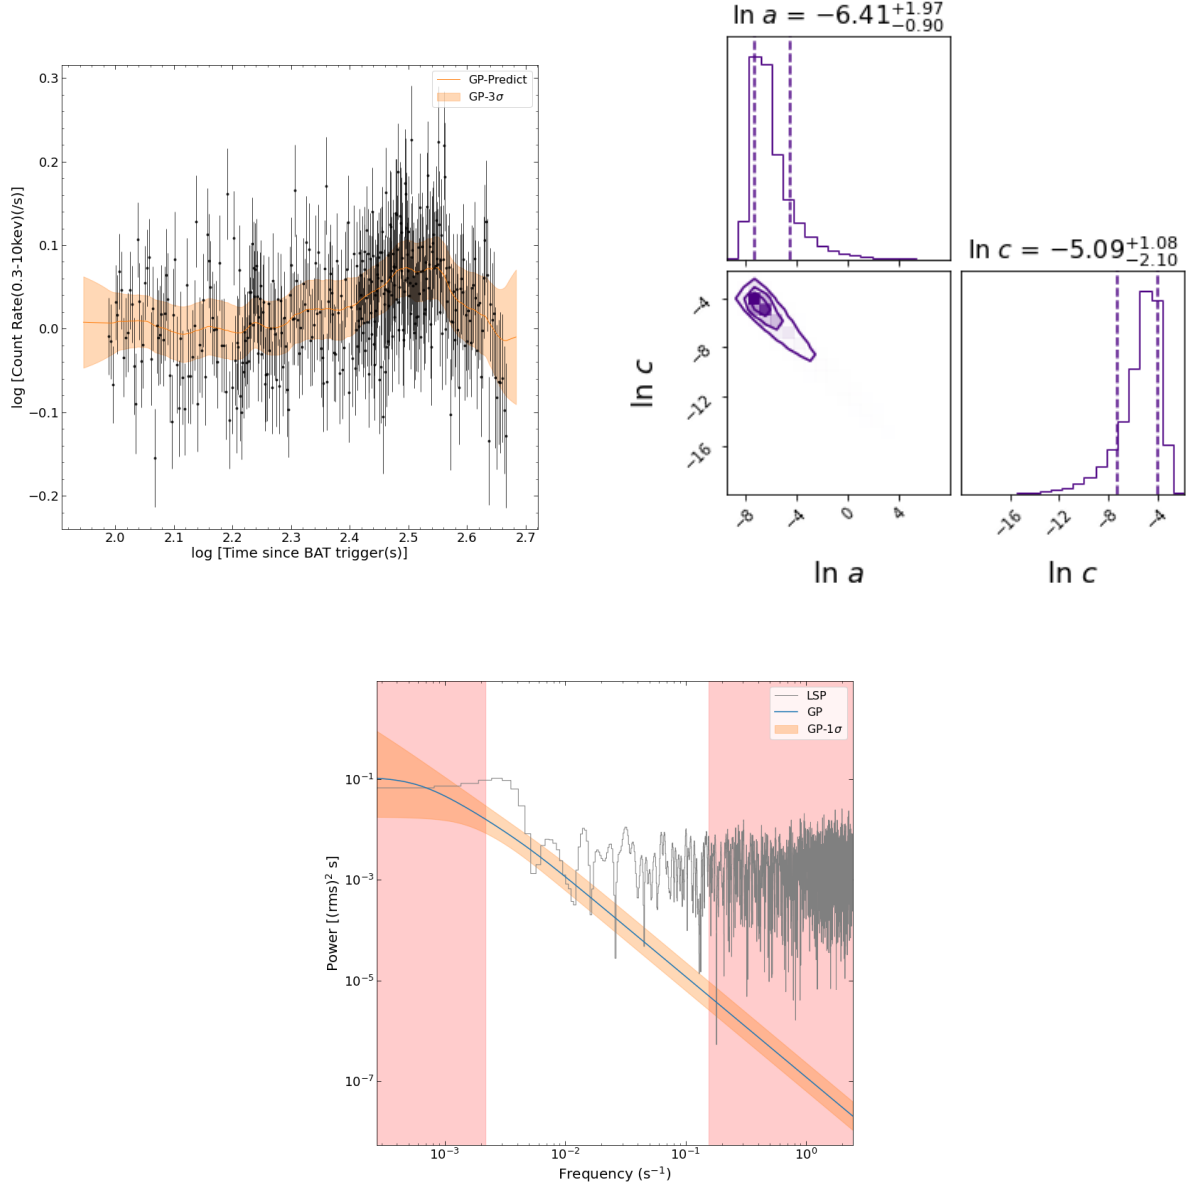 ln a = −6.41+1.97−0.90
0.3
0.2
0.1
0.0
−0.1
−0.2
log [Count Rate(0.3-10kev)(/s)]
GP-Predict
GP-3σ
2.0 2.1 2.2 2.3 2.4 2.5 2.6 2.7
log [Time since BAT trigger(s)]
ln c = −5.09+1.08−2.10
−4
−8
−12
−16
ln c
−8 −4 0 4
ln a
−16 −12 −8 −4
ln c
LSP
GP
GP-1σ
10⁻¹
10⁻³
10⁻⁵
10⁻⁷
Power [(rms)² s]
10⁻³ 10⁻² 10⁻¹ 10⁰
Frequency (s⁻¹)